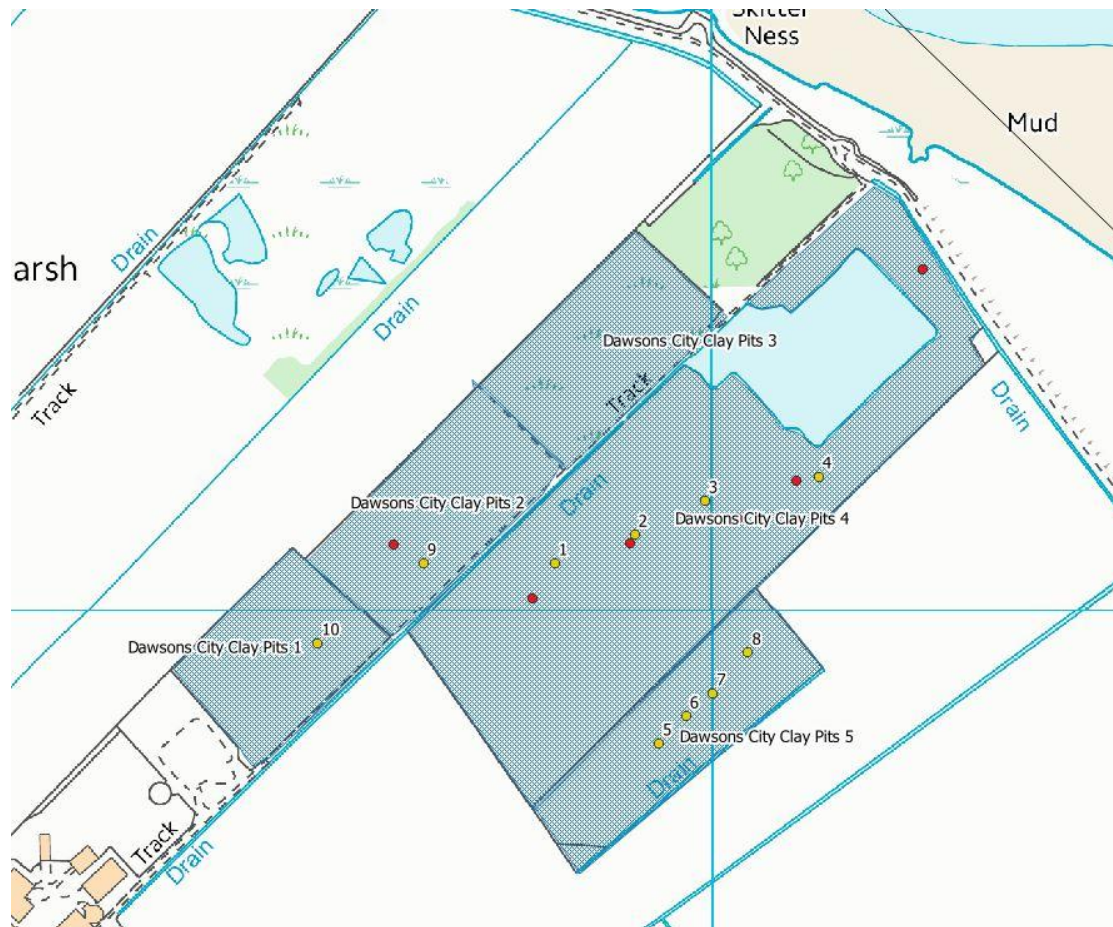 Skitter
Ness
Mud
Drain
arsh
Drain
Track
Dawsons City Clay Pits 3
Track
Drain
4
3
Dawsons City Clay Pits 2
Drain
Dawsons City Clay Pits 4
2
9
1
10
Dawsons City Clay Pits 1
8
7
6
5
Dawsons City Clay Pits 5
Drain
Track
Drain